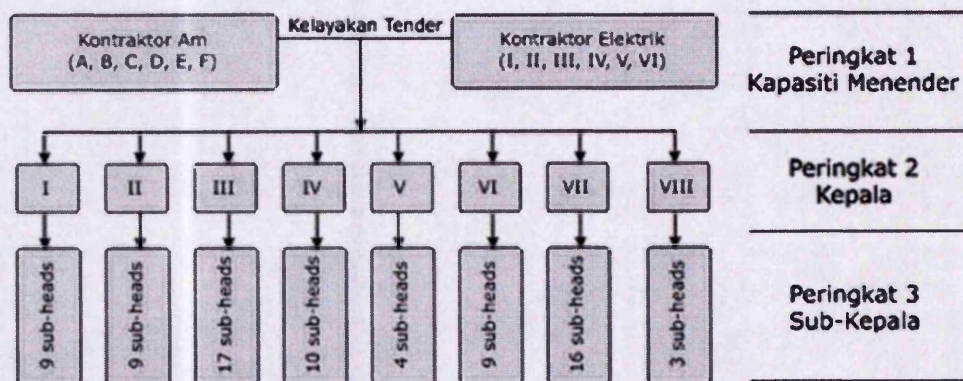 Kelayakan Tender
Kontraktor Am
(A, B, C, D, E, F)
Kontraktor Elektrik
(I, II, III, IV, V, VI)
Peringkat 1
Kapasiti Menender
I
II
III
IV
V
VI
VII
VIII
Peringkat 2
Kepala
9 sub-heads
9 sub-heads
17 sub-heads
10 sub-heads
4 sub-heads
9 sub-heads
16 sub-heads
3 sub-heads
Peringkat 3
Sub-Kepala